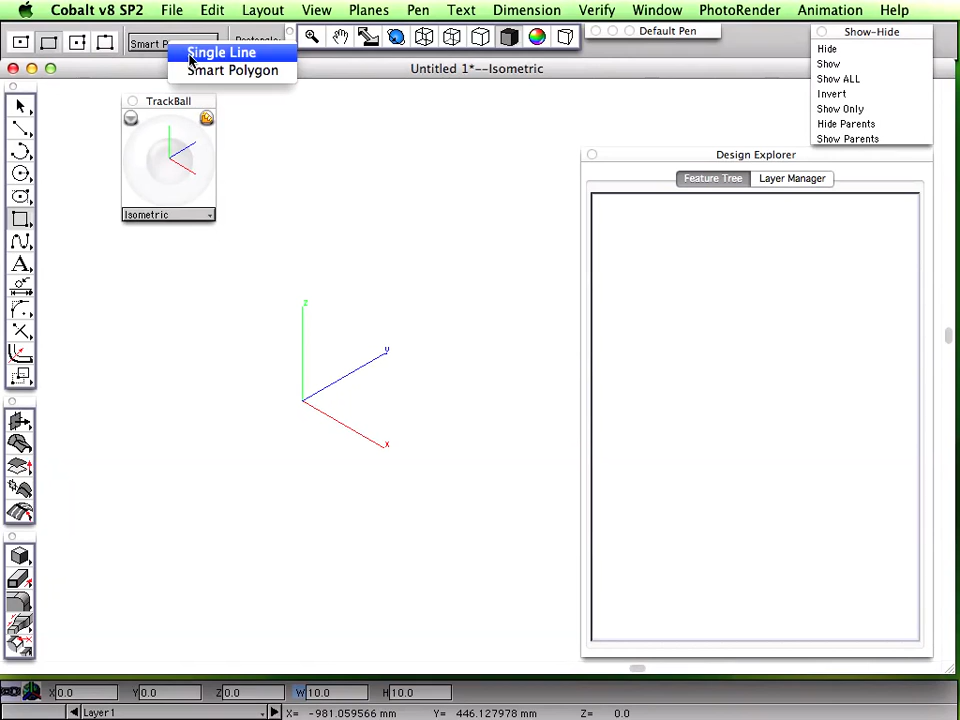 Cobalt v8 SP2 File Edit Layout View Planes Pen Text Dimension Verify Window PhotoRender Animation Help
Smart P
Single Line
Smart Polygon
Default Pen
Show-Hide
Hide
Show
Show ALL
Invert
Show Only
Hide Parents
Show Parents
Untitled 1*--Isometric
TrackBall
Isometric
Design Explorer
Feature Tree Layer Manager
z
y
x
X 0.0 Y 0.0 Z 0.0 W 10.0 H 10.0
Layer1 X= -981.059566 mm Y= 446.127978 mm Z= 0.0